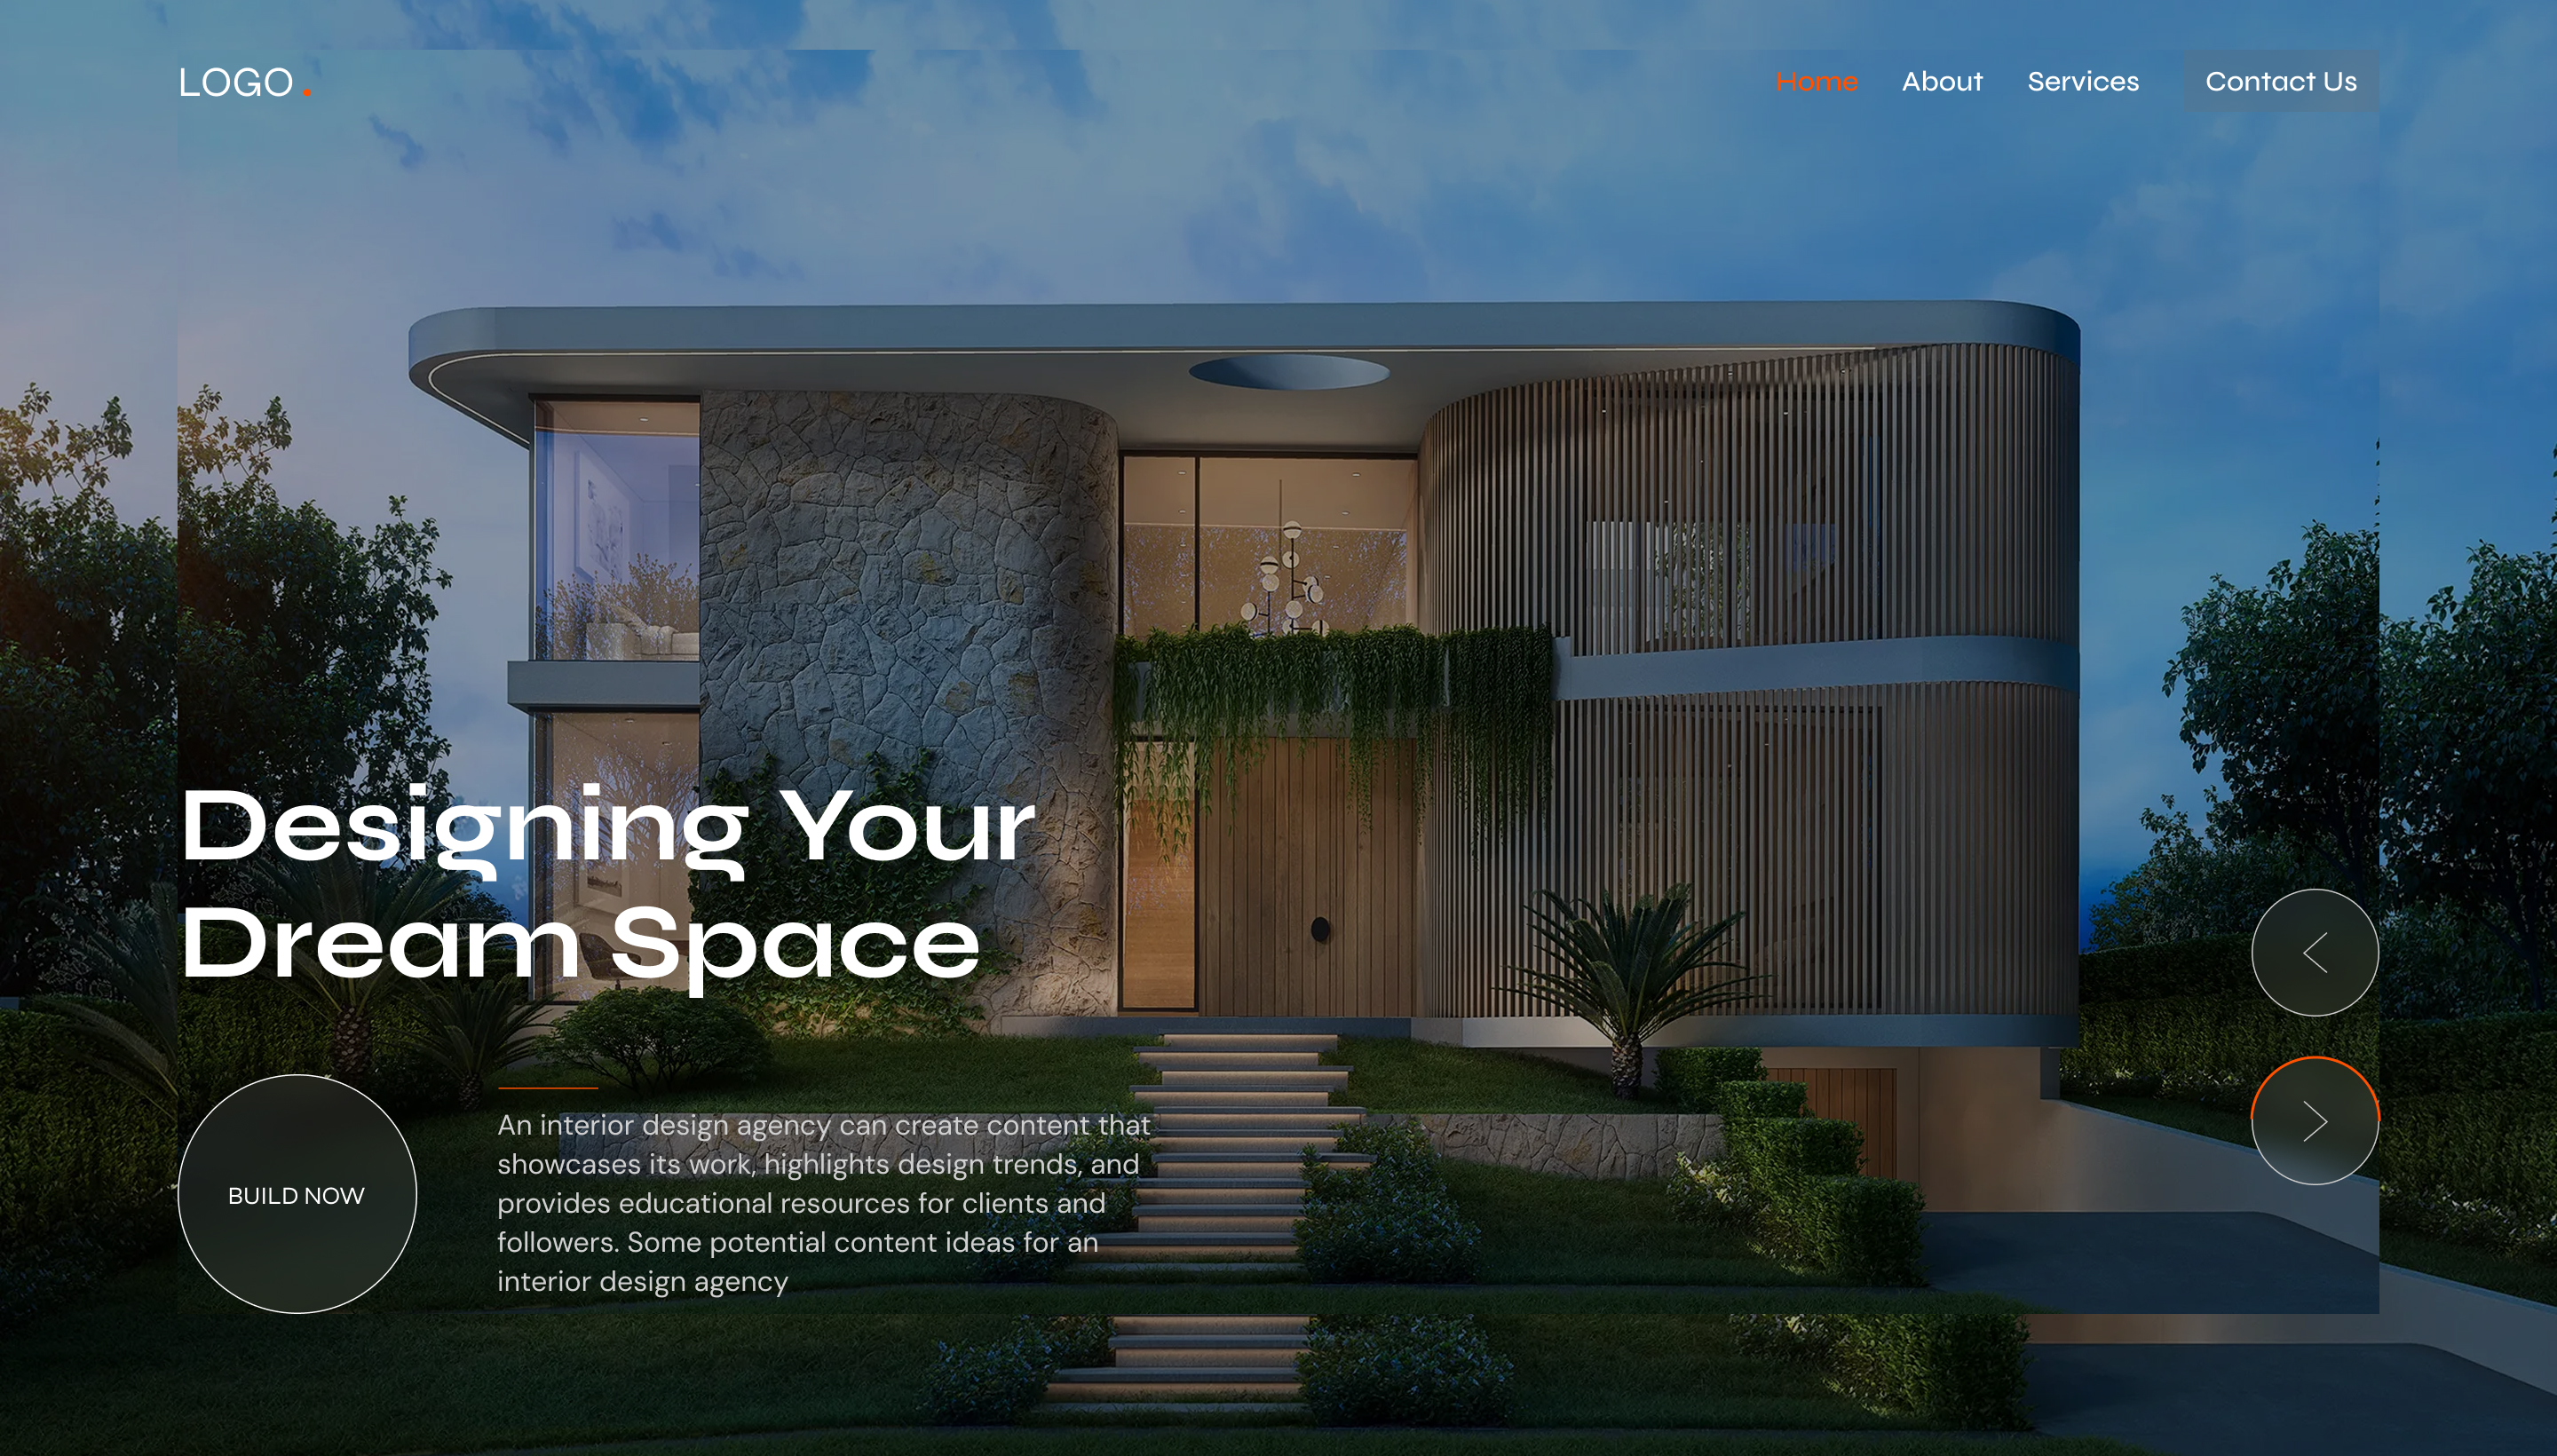 LOGO.
Home About Services Contact Us
Designing Your
Dream Space
An interior design agency can create content that
showcases its work, highlights design trends, and
provides educational resources for clients and
followers. Some potential content ideas for an
interior design agency
BUILD NOW